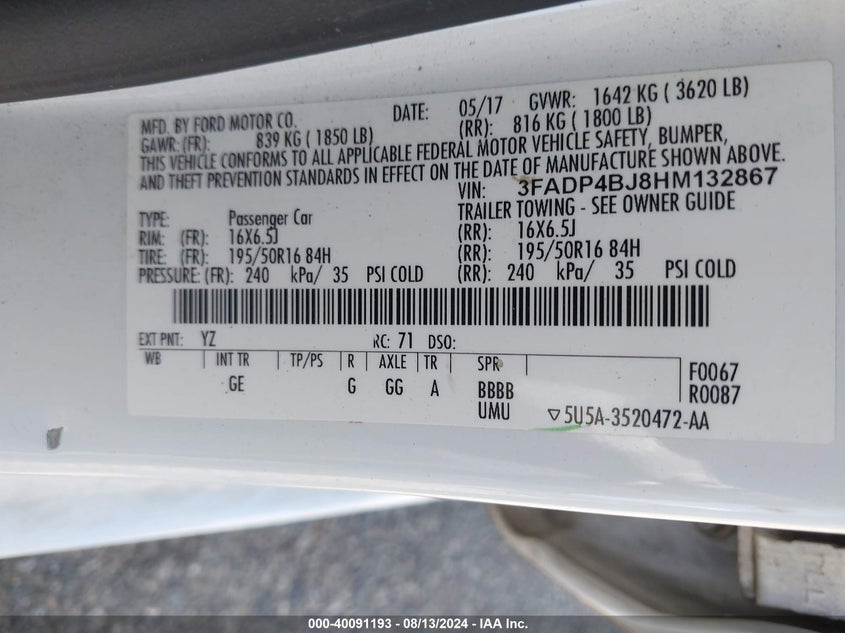 MFD. BY FORD MOTOR CO. DATE: 05/17 GVWR: 1642 KG ( 3620 LB)
GAWR: (FR): 839 KG ( 1850 LB) (RR): 816 KG ( 1800 LB)
THIS VEHICLE CONFORMS TO ALL APPLICABLE FEDERAL MOTOR VEHICLE SAFETY, BUMPER,
AND THEFT PREVENTION STANDARDS IN EFFECT ON THE DATE OF MANUFACTURE SHOWN ABOVE.
VIN: 3FADP4BJ8HM132867
TYPE: Passenger Car TRAILER TOWING - SEE OWNER GUIDE
RIM: (FR): 16X6.5J (RR): 16X6.5J
TIRE: (FR): 195/50R16 84H (RR): 195/50R16 84H
PRESSURE: (FR): 240 kPa/ 35 PSI COLD (RR): 240 kPa/ 35 PSI COLD
EXT PNT: YZ RC: 71 DSO:
WB INT TR TP/PS R AXLE TR SPR F0067
GE G GG A BBBB R0087
UMU ▽5U5A-3520472-AA
000-40091193 - 08/13/2024 - IAA Inc.